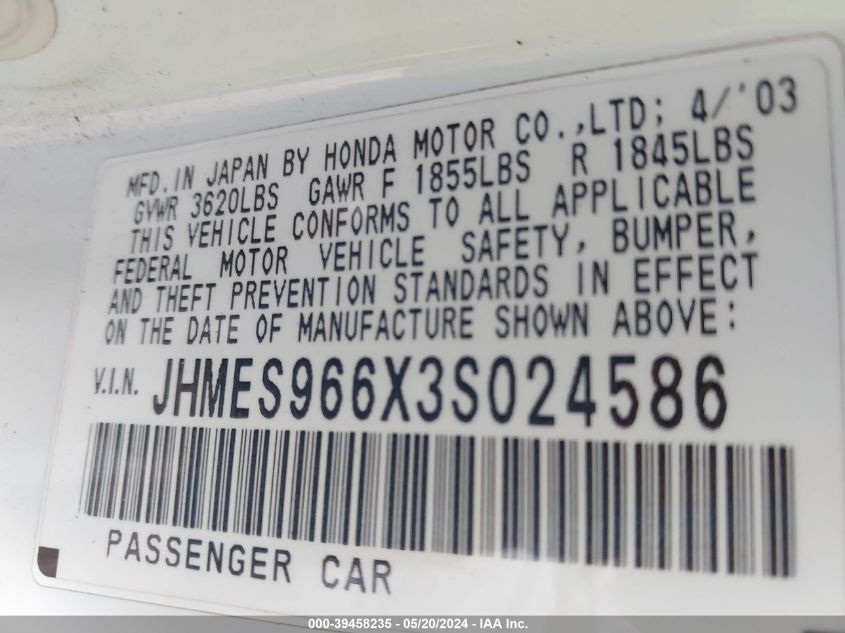 MFD. IN JAPAN BY HONDA MOTOR CO.,LTD; 4/'03
GVWR 3620LBS GAWR F 1855LBS R 1845LBS
THIS VEHICLE CONFORMS TO ALL APPLICABLE
FEDERAL MOTOR VEHICLE SAFETY, BUMPER,
AND THEFT PREVENTION STANDARDS IN EFFECT
ON THE DATE OF MANUFACTURE SHOWN ABOVE:
V.I.N. JHMES966X3S024586
PASSENGER CAR
000-39458235 - 05/20/2024 - IAA Inc.